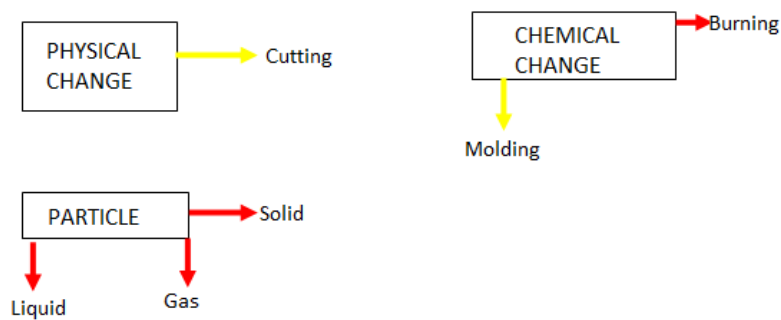 PHYSICAL
CHANGE
Cutting
CHEMICAL
CHANGE
Burning
Molding
PARTICLE
Solid
Liquid
Gas